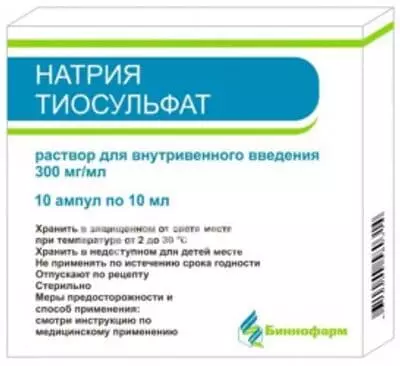 НАТРИЯ
ТИОСУЛЬФАТ
раствор для внутривенного введения
300 мг/мл
10 ампул по 10 мл
Хранить в защищенном от света месте
при температуре от 2 до 30 °С
Хранить в недоступном для детей месте
Не применять по истечению срока годности
Отпускают по рецепту
Стерильно
Меры предосторожности и
способ применения:
смотри инструкцию по
медицинскому применению
Биннофарм